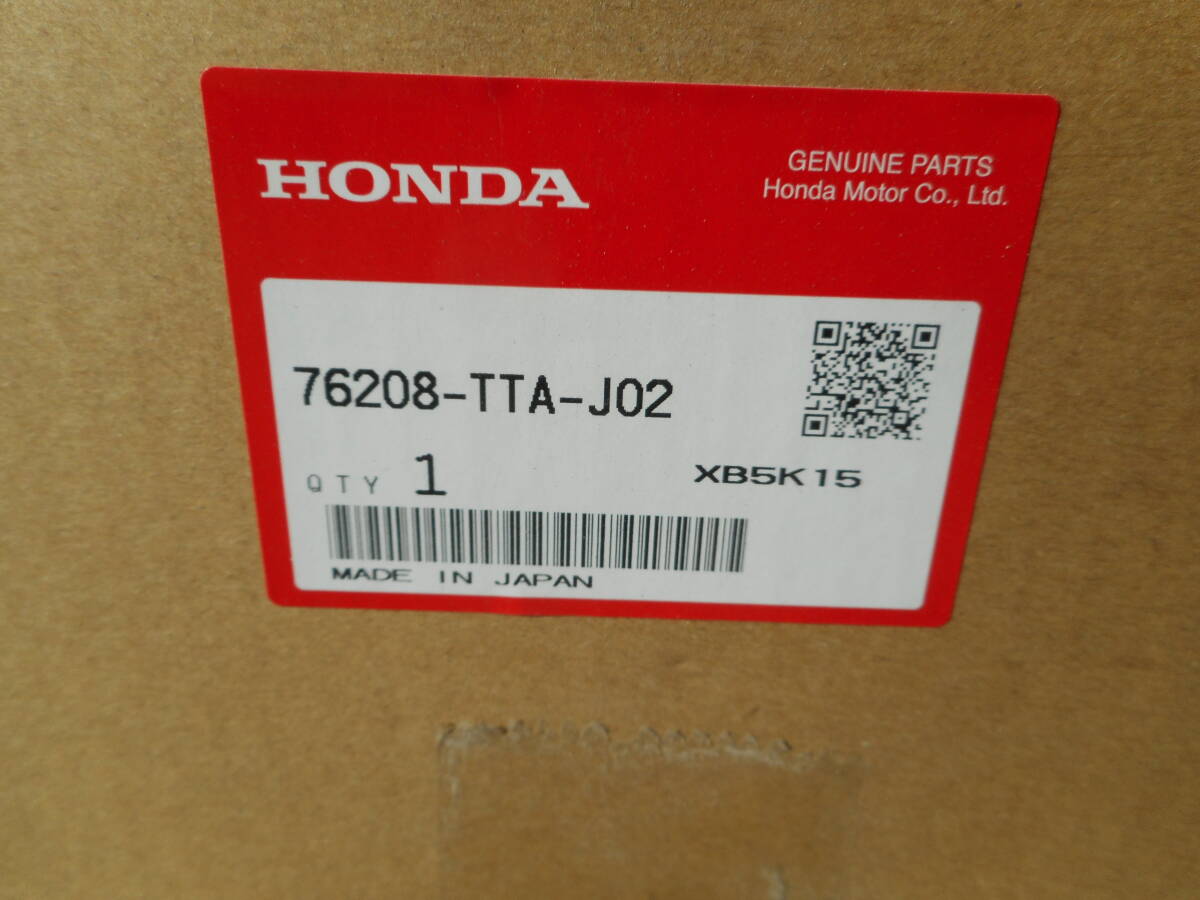 HONDA
GENUINE PARTS
Honda Motor Co., Ltd.
76208-TTA-J02
QTY 1
XB5K15
MADE IN JAPAN